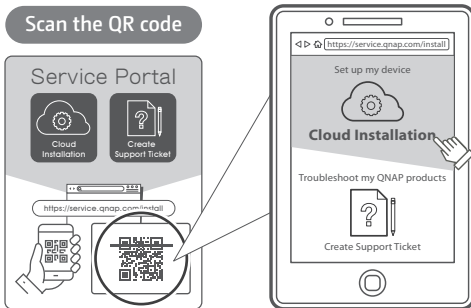 Scan the QR code
Service Portal
Cloud
Installation
Create
Support Ticket
https://service.qnap.com/install
https://service.qnap.com/install
Set up my device
Cloud Installation
Troubleshoot my QNAP products
Create Support Ticket